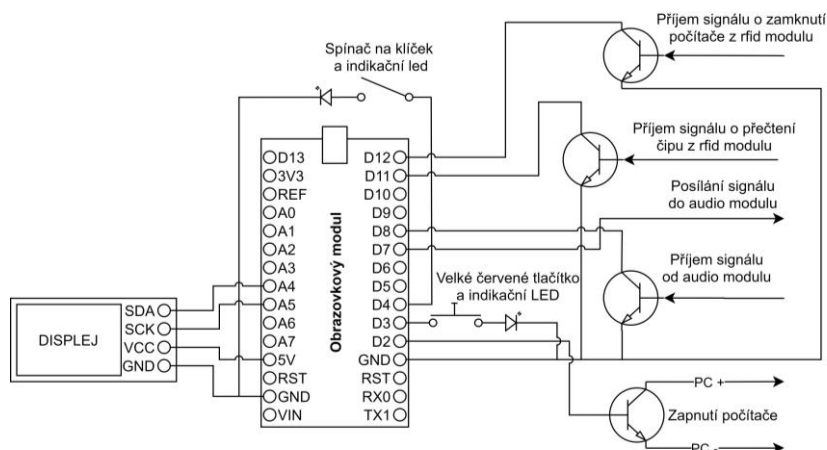 Příjem signálu o zamknutí
počítače z rfid modulu
Spínač na klíček
a indikační led
Příjem signálu o přečtení
čipu z rfid modulu
Posílání signálu
do audio modulu
Příjem signálu
od audio modulu
Velké červené tlačítko
a indikační LED
Obrazovkový modul
D13
3V3
REF
A0
A1
A2
A3
A4
A5
A6
A7
5V
RST
GND
VIN
D12
D11
D10
D9
D8
D7
D6
D5
D4
D3
D2
GND
RST
RX0
TX1
DISPLEJ
SDA
SCK
VCC
GND
PC +
Zapnutí počítače
PC -